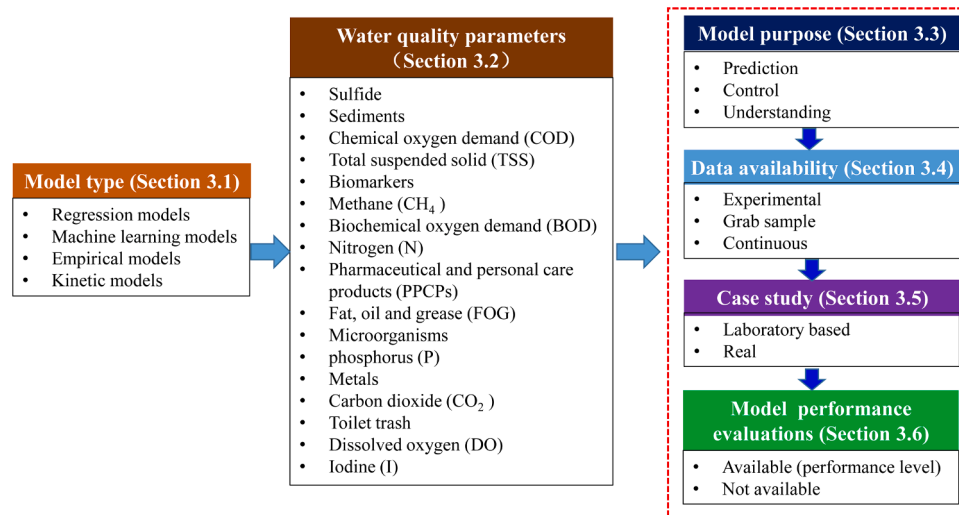 Model type (Section 3.1)
• Regression models
• Machine learning models
• Empirical models
• Kinetic models
Water quality parameters
（Section 3.2）
• Sulfide
• Sediments
• Chemical oxygen demand (COD)
• Total suspended solid (TSS)
• Biomarkers
• Methane (CH₄ )
• Biochemical oxygen demand (BOD)
• Nitrogen (N)
• Pharmaceutical and personal care
products (PPCPs)
• Fat, oil and grease (FOG)
• Microorganisms
• phosphorus (P)
• Metals
• Carbon dioxide (CO₂ )
• Toilet trash
• Dissolved oxygen (DO)
• Iodine (I)
Model purpose (Section 3.3)
• Prediction
• Control
• Understanding
Data availability (Section 3.4)
• Experimental
• Grab sample
• Continuous
Case study (Section 3.5)
• Laboratory based
• Real
Model performance
evaluations (Section 3.6)
• Available (performance level)
• Not available